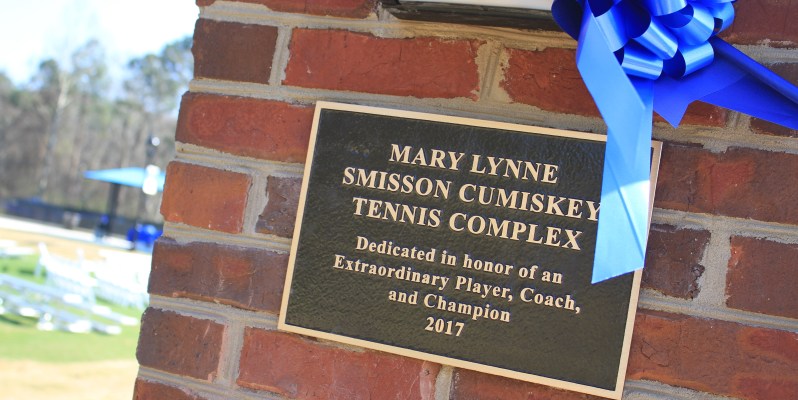 MARY LYNNE
SMISSON CUMISKEY
TENNIS COMPLEX
Dedicated in honor of an
Extraordinary Player, Coach,
and Champion
2017